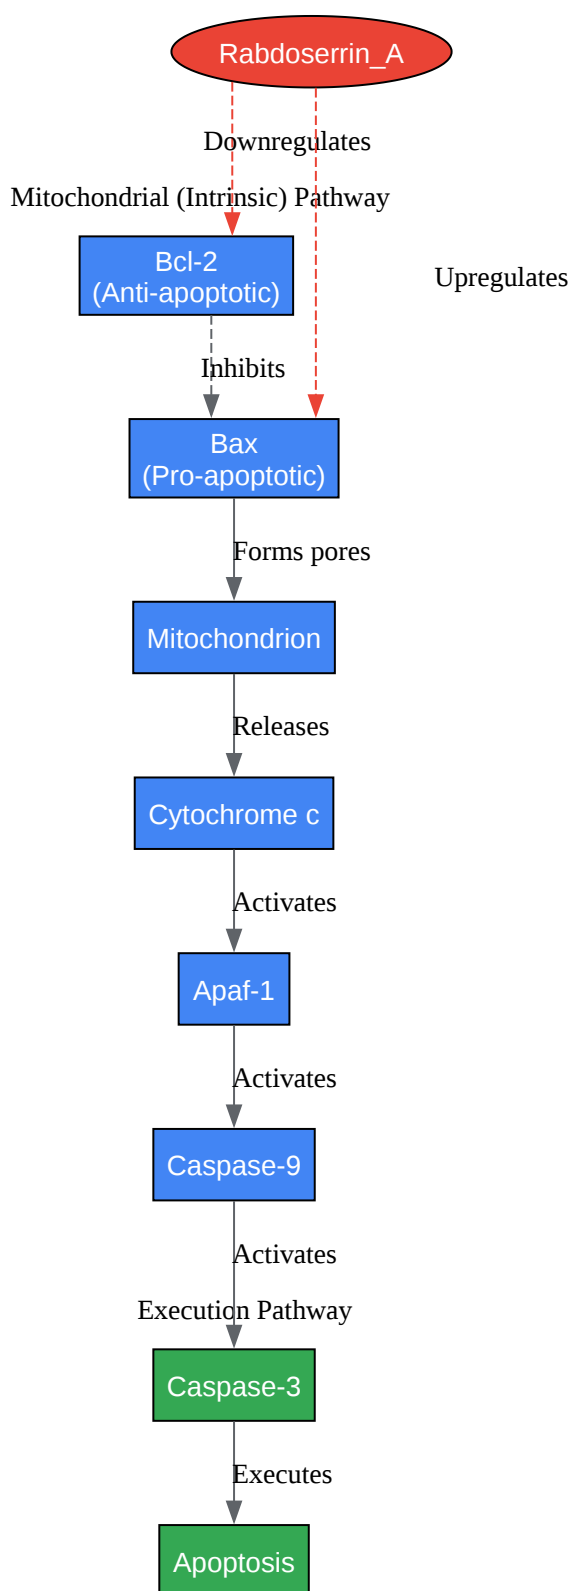 Rabdoserrin_A
Downregulates
Mitochondrial (Intrinsic) Pathway
Bcl-2
(Anti-apoptotic)
Upregulates
Inhibits
Bax
(Pro-apoptotic)
Forms pores
Mitochondrion
Releases
Cytochrome c
Activates
Apaf-1
Activates
Caspase-9
Activates
Execution Pathway
Caspase-3
Executes
Apoptosis